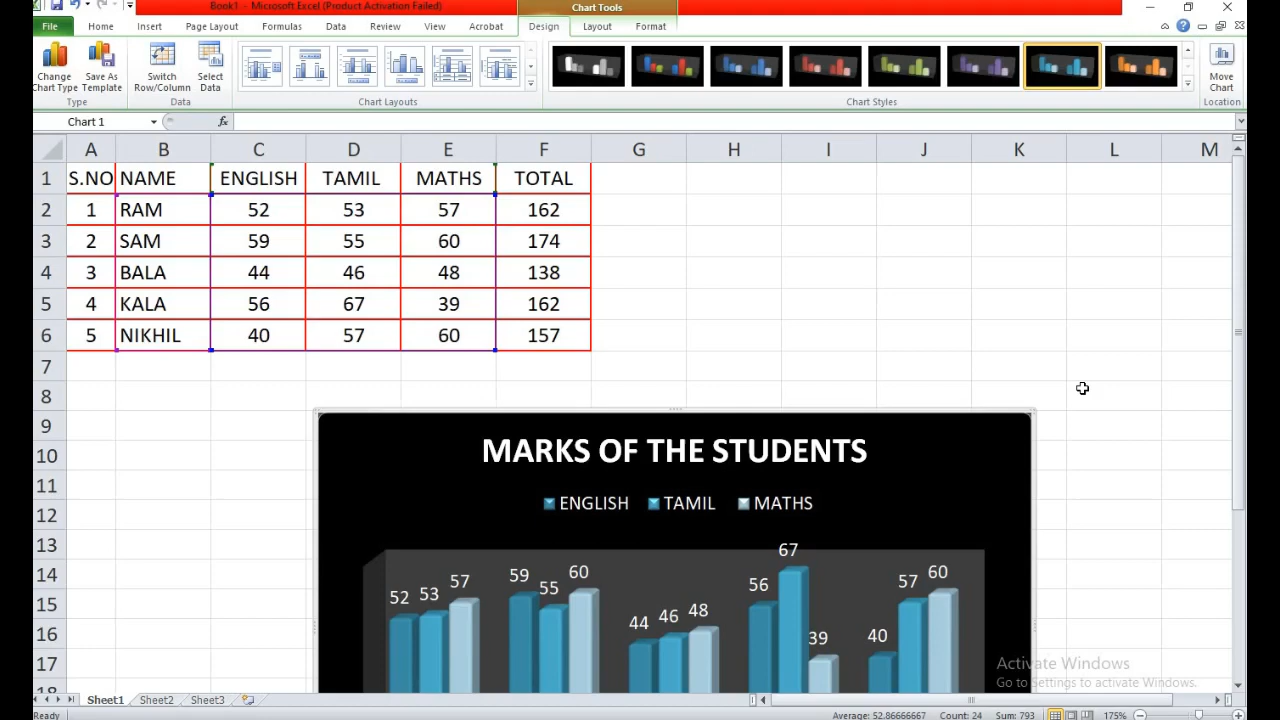 Book1 - Microsoft Excel (Product Activation Failed)
Chart Tools
File Home Insert Page Layout Formulas Data Review View Acrobat Design Layout Format
Change Chart Type
Save As Template
Switch Row/Column
Select Data
Move Chart
Type Data Chart Layouts Chart Styles Location
Chart 1 fx
A B C D E F G H I J K L M
1 S.NO NAME ENGLISH TAMIL MATHS TOTAL
2 1 RAM 52 53 57 162
3 2 SAM 59 55 60 174
4 3 BALA 44 46 48 138
5 4 KALA 56 67 39 162
6 5 NIKHIL 40 57 60 157
7
8
9
10
11
12
13
14
15
16
17
18
MARKS OF THE STUDENTS
ENGLISH TAMIL MATHS
52 53 57 59 55 60 44 46 48 56 67 39 40 57 60
Activate Windows
Go to Settings to activate Windows.
Sheet1 Sheet2 Sheet3
Ready Average: 52.86666667 Count: 24 Sum: 793 175%